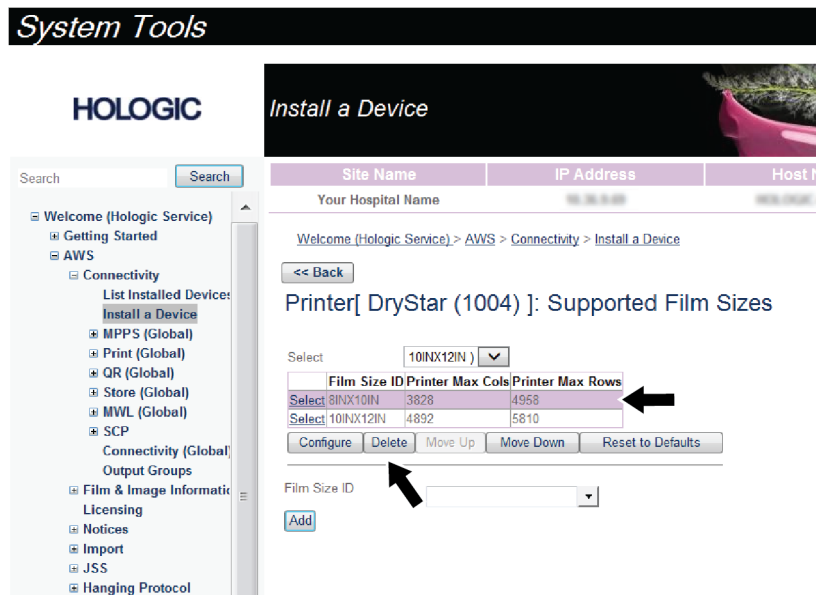 System Tools
HOLOGIC
Install a Device
Search Search
Site Name IP Address Host
Your Hospital Name
Welcome (Hologic Service)
Getting Started
AWS
Connectivity
List Installed Devices
Install a Device
MPPS (Global)
Print (Global)
QR (Global)
Store (Global)
MWL (Global)
SCP
Connectivity (Global)
Output Groups
Film & Image Informatic
Licensing
Notices
Import
JSS
Hanging Protocol
Welcome (Hologic Service) > AWS > Connectivity > Install a Device
<< Back
Printer[ DryStar (1004) ]: Supported Film Sizes
Select 10INX12IN )
Film Size ID Printer Max Cols Printer Max Rows
Select 8INX10IN 3828 4958
Select 10INX12IN 4892 5810
Configure Delete Move Up Move Down Reset to Defaults
Film Size ID
Add